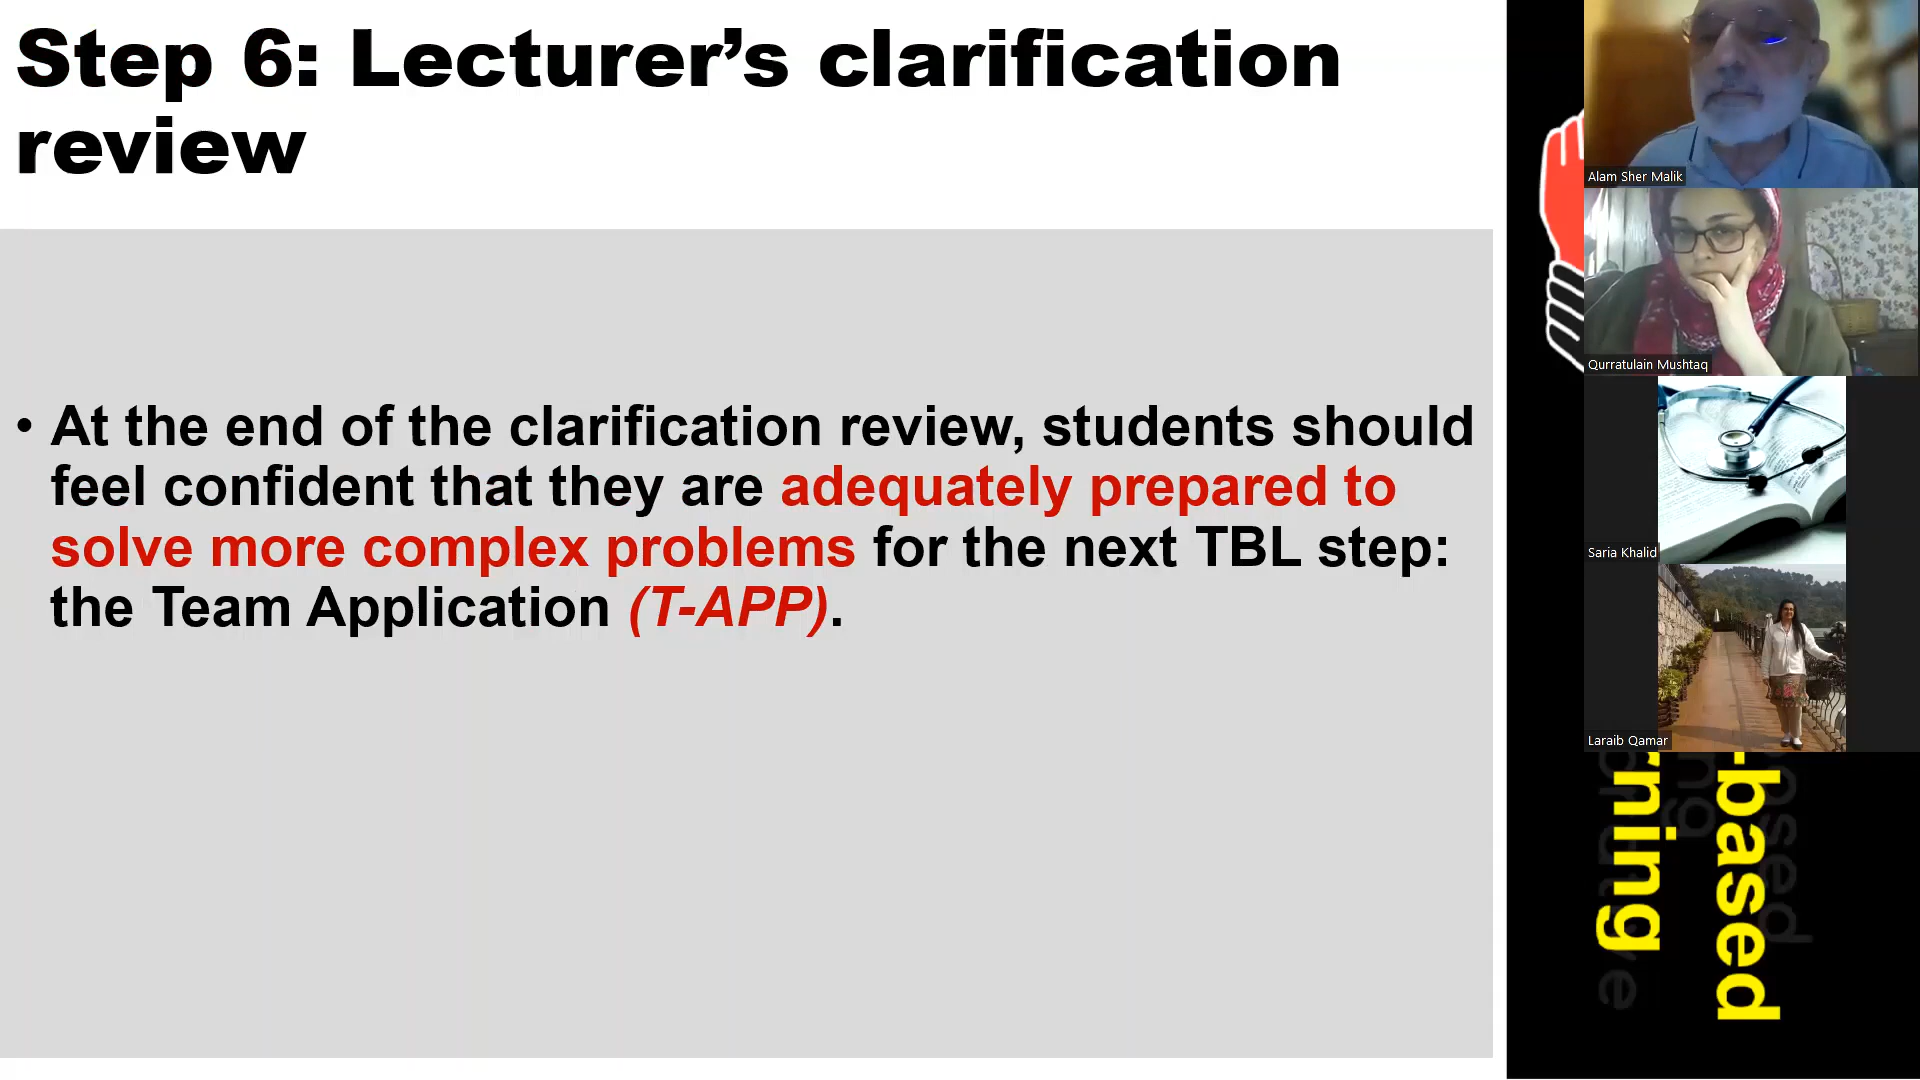 Step 6: Lecturer’s clarification
review
• At the end of the clarification review, students should
feel confident that they are adequately prepared to
solve more complex problems for the next TBL step:
the Team Application (T-APP).
Alam Sher Malik
Qurratulain Mushtaq
Saria Khalid
Laraib Qamar
-based
rning